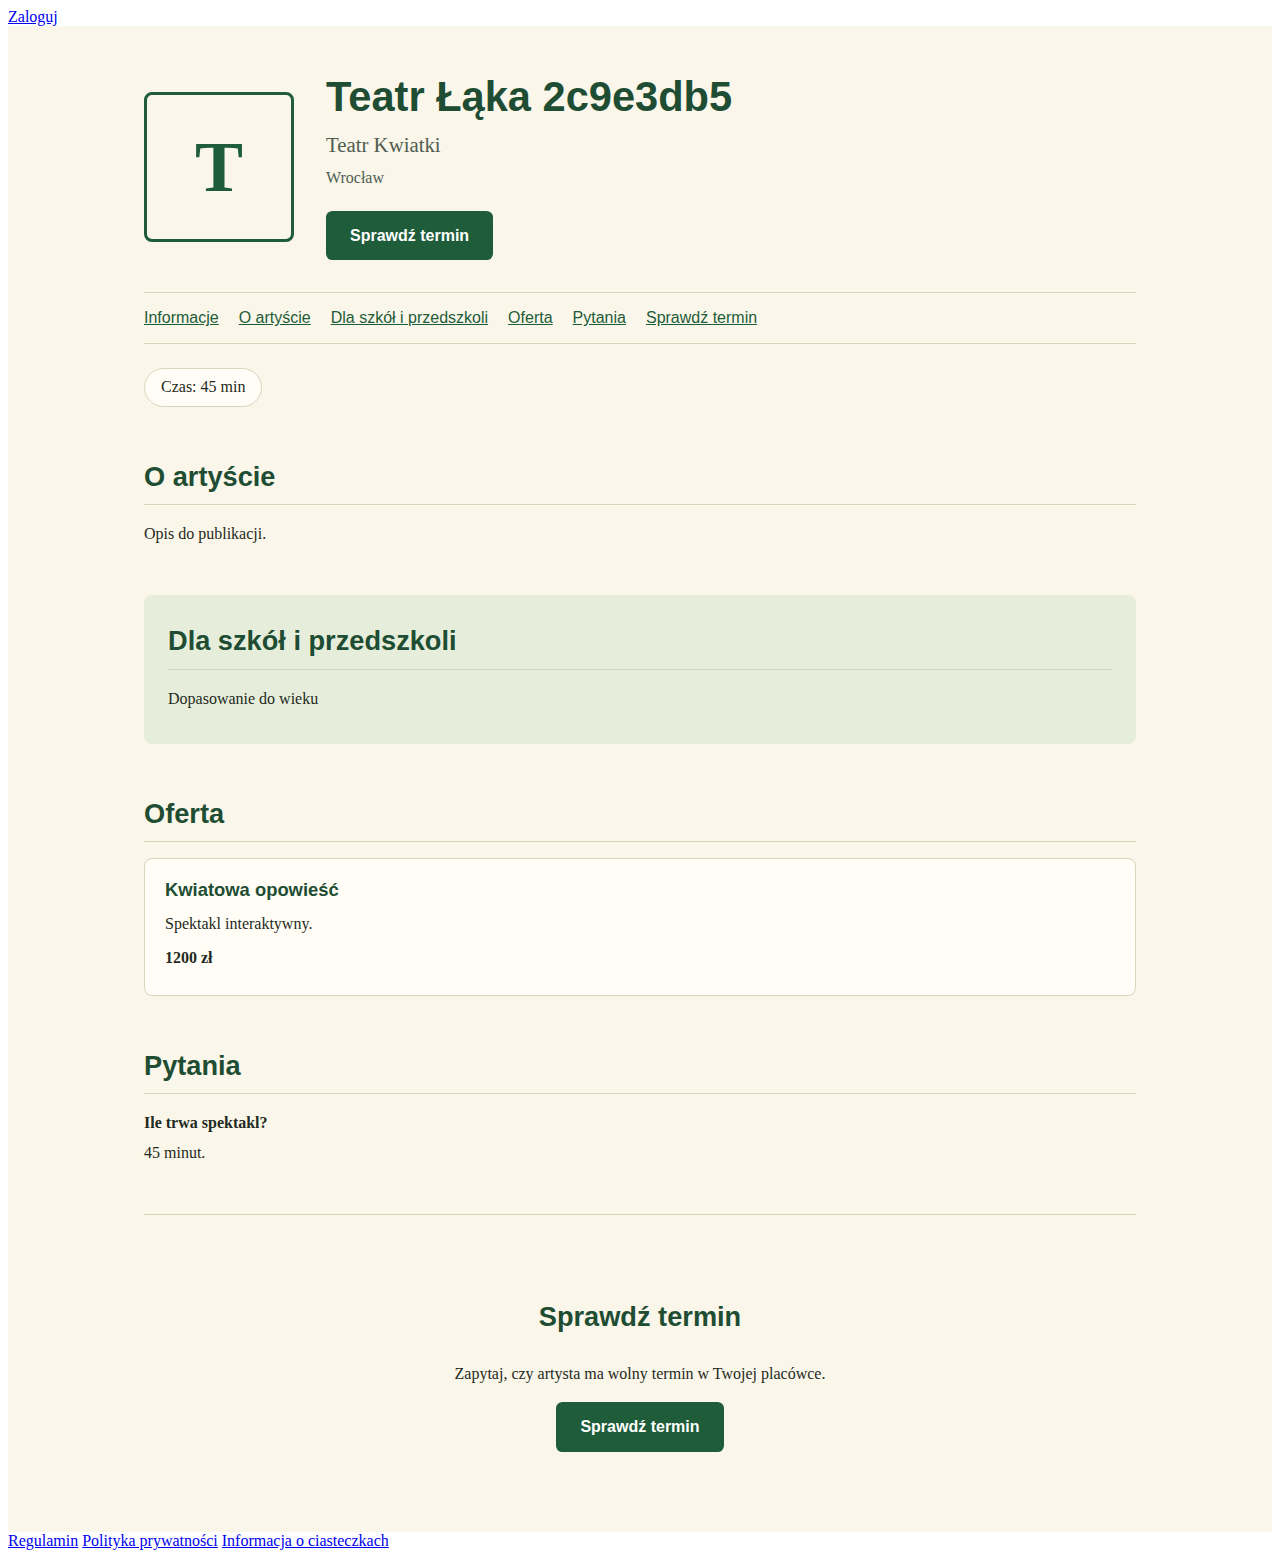 Zaloguj
T
Teatr Łąka 2c9e3db5
Teatr Kwiatki
Wrocław
Sprawdź termin
Informacje O artyście Dla szkół i przedszkoli Oferta Pytania Sprawdź termin
Czas: 45 min
O artyście
Opis do publikacji.
Dla szkół i przedszkoli
Dopasowanie do wieku
Oferta
Kwiatowa opowieść
Spektakl interaktywny.
1200 zł
Pytania
Ile trwa spektakl?
45 minut.
Sprawdź termin
Zapytaj, czy artysta ma wolny termin w Twojej placówce.
Sprawdź termin
Regulamin Polityka prywatności Informacja o ciasteczkach